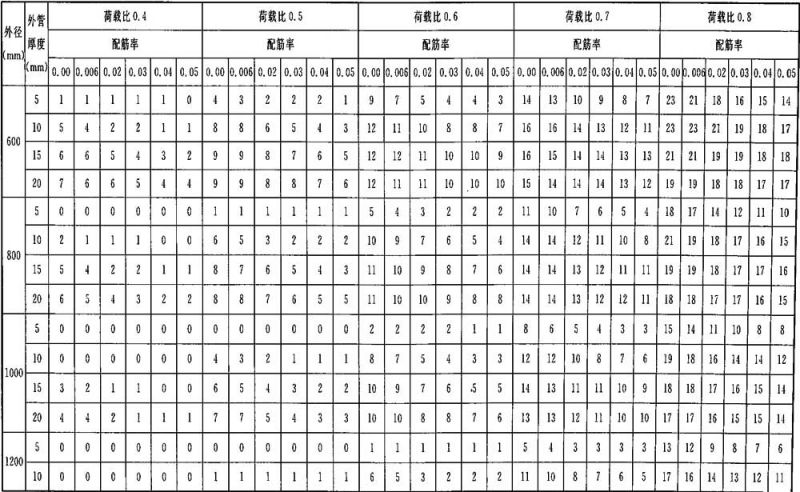 外径 (mm) 外管厚度 (mm) 荷载比0.4 荷载比0.5 荷载比0.6 荷载比0.7 荷载比0.8
配筋率 配筋率 配筋率 配筋率 配筋率
0.00 0.006 0.02 0.03 0.04 0.05 0.00 0.006 0.02 0.03 0.04 0.05 0.00 0.006 0.02 0.03 0.04 0.05 0.00 0.006 0.02 0.03 0.04 0.05 0.00 0.006 0.02 0.03 0.04 0.05
600
5 1 1 1 1 1 0 4 3 2 2 2 1 9 7 5 4 4 3 14 13 10 9 8 7 23 21 18 16 15 14
10 5 4 2 2 1 1 8 8 6 5 4 3 12 11 10 8 8 7 16 16 14 13 12 11 23 23 21 19 18 17
15 6 6 5 4 3 2 9 9 8 7 6 5 12 12 11 10 10 9 16 15 14 14 13 13 21 21 19 19 18 18
20 7 6 6 5 4 4 9 9 8 8 7 6 12 11 11 10 10 10 15 14 14 14 13 12 19 19 18 18 17 17
800
5 0 0 0 0 0 0 1 1 1 1 1 1 5 4 3 2 2 2 11 10 7 6 5 4 18 17 14 12 11 10
10 2 1 1 1 0 0 6 5 3 2 2 2 10 9 7 6 5 4 14 14 12 11 10 8 21 19 18 17 16 15
15 5 4 2 2 1 1 8 7 6 5 4 3 11 10 9 8 7 6 14 14 13 12 11 11 19 19 18 17 17 16
20 6 5 4 3 2 2 8 8 7 6 5 5 11 10 10 9 8 8 14 14 13 12 12 11 18 18 17 17 16 15
1000
5 0 0 0 0 0 0 0 0 0 0 0 0 2 2 2 2 1 1 8 6 5 4 3 3 15 14 11 10 8 8
10 0 0 0 0 0 0 4 3 2 1 1 1 8 7 5 4 3 3 12 12 10 8 7 6 19 18 16 14 14 12
15 3 2 1 1 0 0 6 5 4 3 2 2 10 9 7 6 5 5 14 13 11 11 10 9 18 18 17 16 15 14
20 4 4 2 1 1 1 7 7 5 4 3 3 10 10 8 8 7 6 13 13 12 11 10 10 17 17 16 15 15 14
1200
5 0 0 0 0 0 0 0 0 0 0 0 0 1 1 1 1 1 1 5 4 3 3 3 3 13 12 9 8 7 6
10 0 0 0 0 0 0 1 1 1 1 1 1 6 5 3 2 2 2 11 10 8 7 6 5 17 16 14 13 12 11